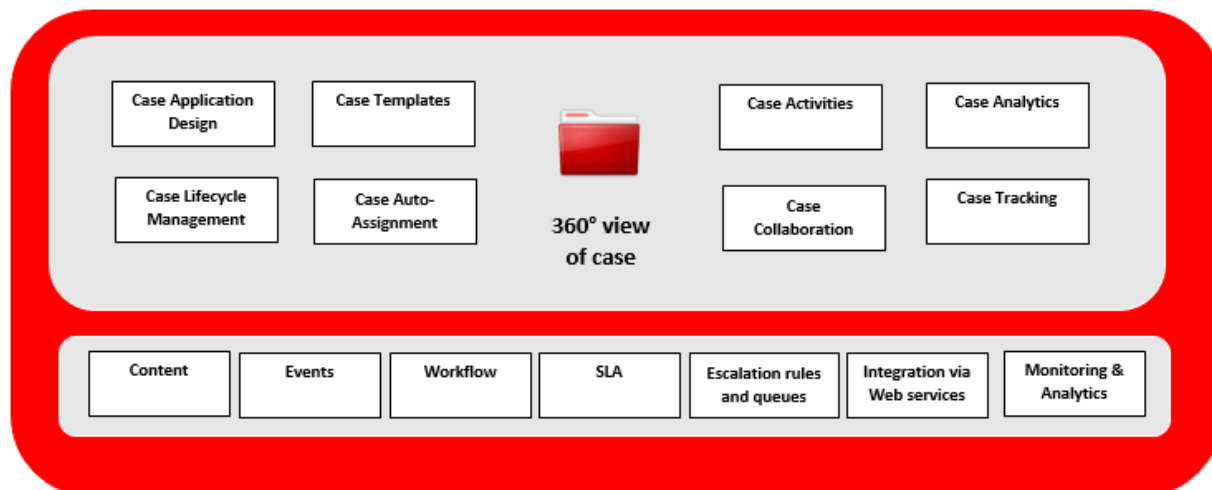 Case Application
Design
Case Templates
Case Activities
Case Analytics
Case Lifecycle
Management
Case Auto-
Assignment
360° view
of case
Case
Collaboration
Case Tracking
Content
Events
Workflow
SLA
Escalation rules
and queues
Integration via
Web services
Monitoring &
Analytics